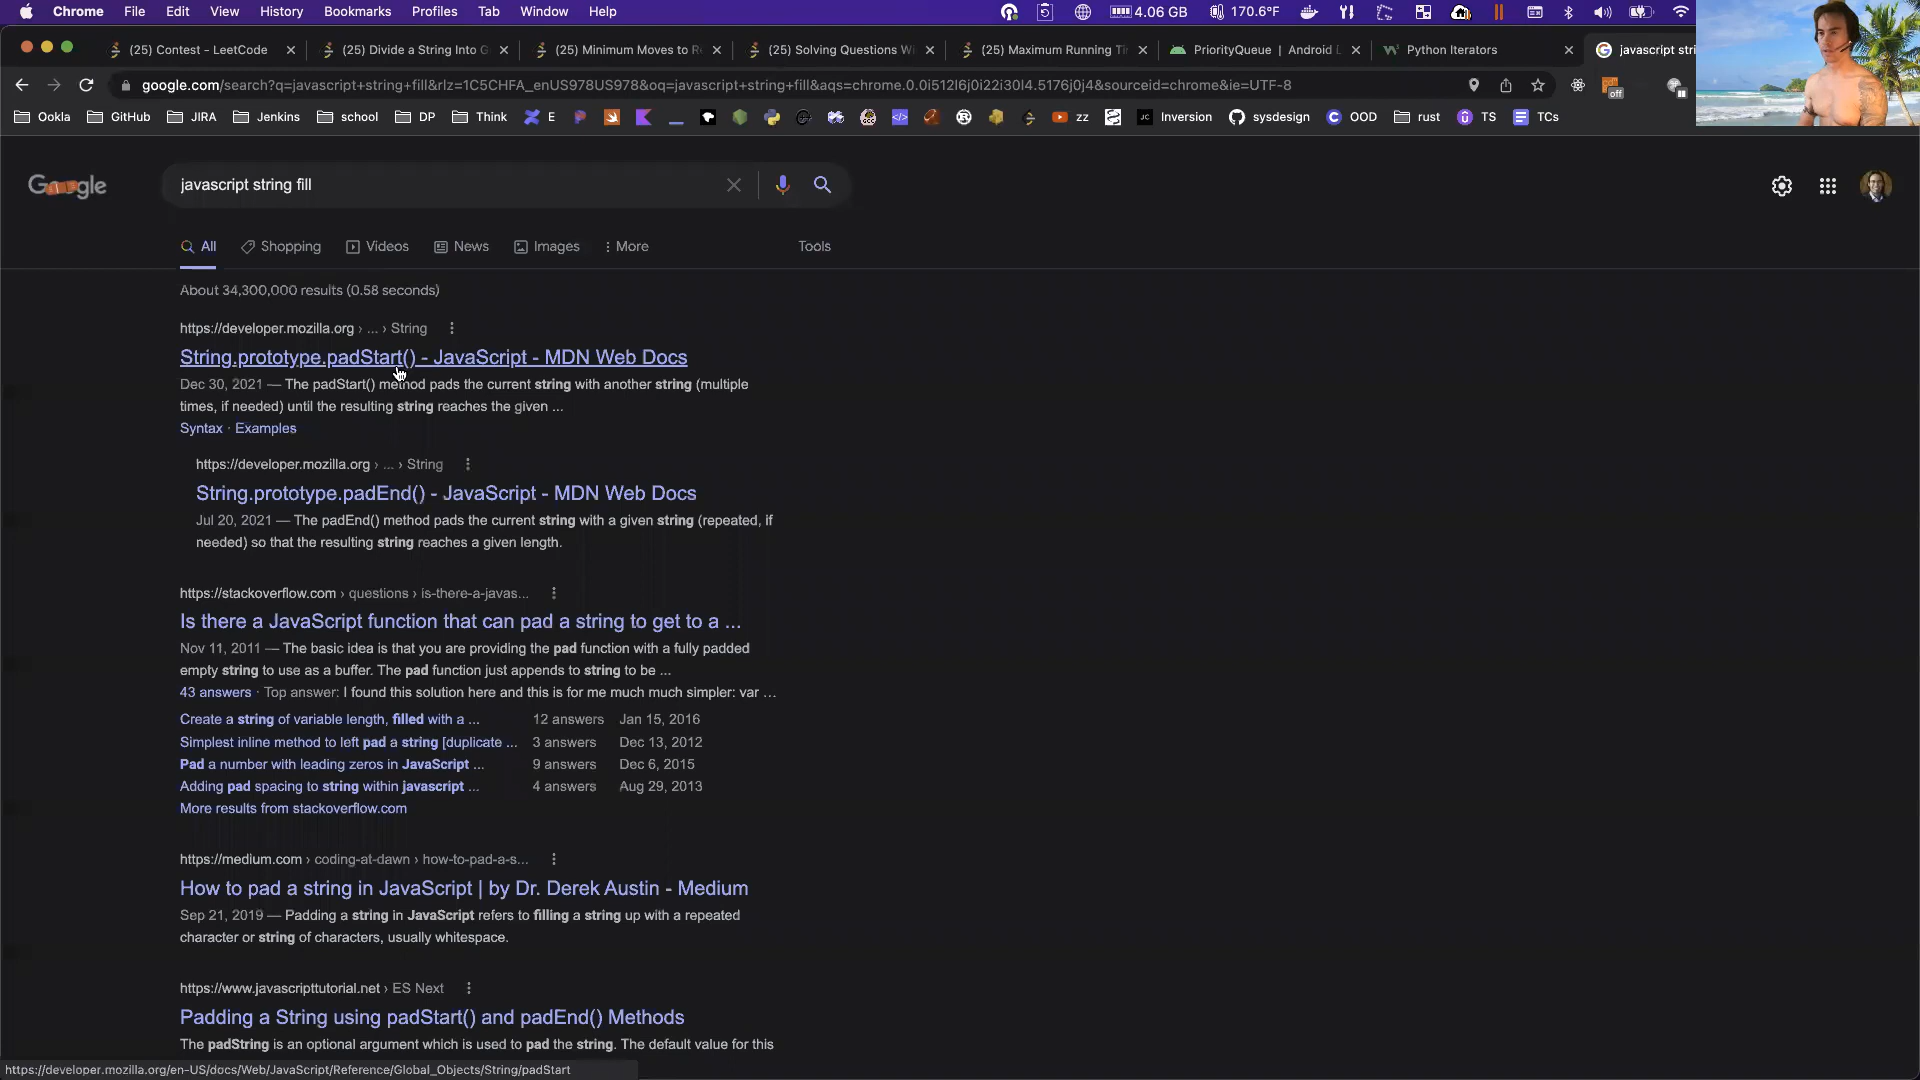 Chrome File Edit View History Bookmarks Profiles Tab Window Help 4.06 GB 170.6°F
(25) Contest - LeetCode (25) Divide a String Into G (25) Minimum Moves to R (25) Solving Questions Wi (25) Maximum Running Ti PriorityQueue | Android Python Iterators javascript stri
google.com/search?q=javascript+string+fill&rlz=1C5CHFA_enUS978US978&oq=javascript+string+fill&aqs=chrome.0.0i512l6j0i22i30l4.5176j0j4&sourceid=chrome&ie=UTF-8 off
Ookla GitHub JIRA Jenkins school DP Think E zz JC Inversion sysdesign OOD rust TS TCs
javascript string fill
All Shopping Videos News Images More Tools
About 34,300,000 results (0.58 seconds)
https://developer.mozilla.org › ... › String
String.prototype.padStart() - JavaScript - MDN Web Docs
Dec 30, 2021 — The padStart() method pads the current string with another string (multiple
times, if needed) until the resulting string reaches the given ...
Syntax · Examples
https://developer.mozilla.org › ... › String
String.prototype.padEnd() - JavaScript - MDN Web Docs
Jul 20, 2021 — The padEnd() method pads the current string with a given string (repeated, if
needed) so that the resulting string reaches a given length.
https://stackoverflow.com › questions › is-there-a-javas...
Is there a JavaScript function that can pad a string to get to a ...
Nov 11, 2011 — The basic idea is that you are providing the pad function with a fully padded
empty string to use as a buffer. The pad function just appends to string to be ...
43 answers · Top answer: I found this solution here and this is for me much much simpler: var ...
Create a string of variable length, filled with a ... 12 answers Jan 15, 2016
Simplest inline method to left pad a string [duplicate ... 3 answers Dec 13, 2012
Pad a number with leading zeros in JavaScript ... 9 answers Dec 6, 2015
Adding pad spacing to string within javascript ... 4 answers Aug 29, 2013
More results from stackoverflow.com
https://medium.com › coding-at-dawn › how-to-pad-a-s...
How to pad a string in JavaScript | by Dr. Derek Austin - Medium
Sep 21, 2019 — Padding a string in JavaScript refers to filling a string up with a repeated
character or string of characters, usually whitespace.
https://www.javascripttutorial.net › ES Next
Padding a String using padStart() and padEnd() Methods
The padString is an optional argument which is used to pad the string. The default value for this
https://developer.mozilla.org/en-US/docs/Web/JavaScript/Reference/Global_Objects/String/padStart